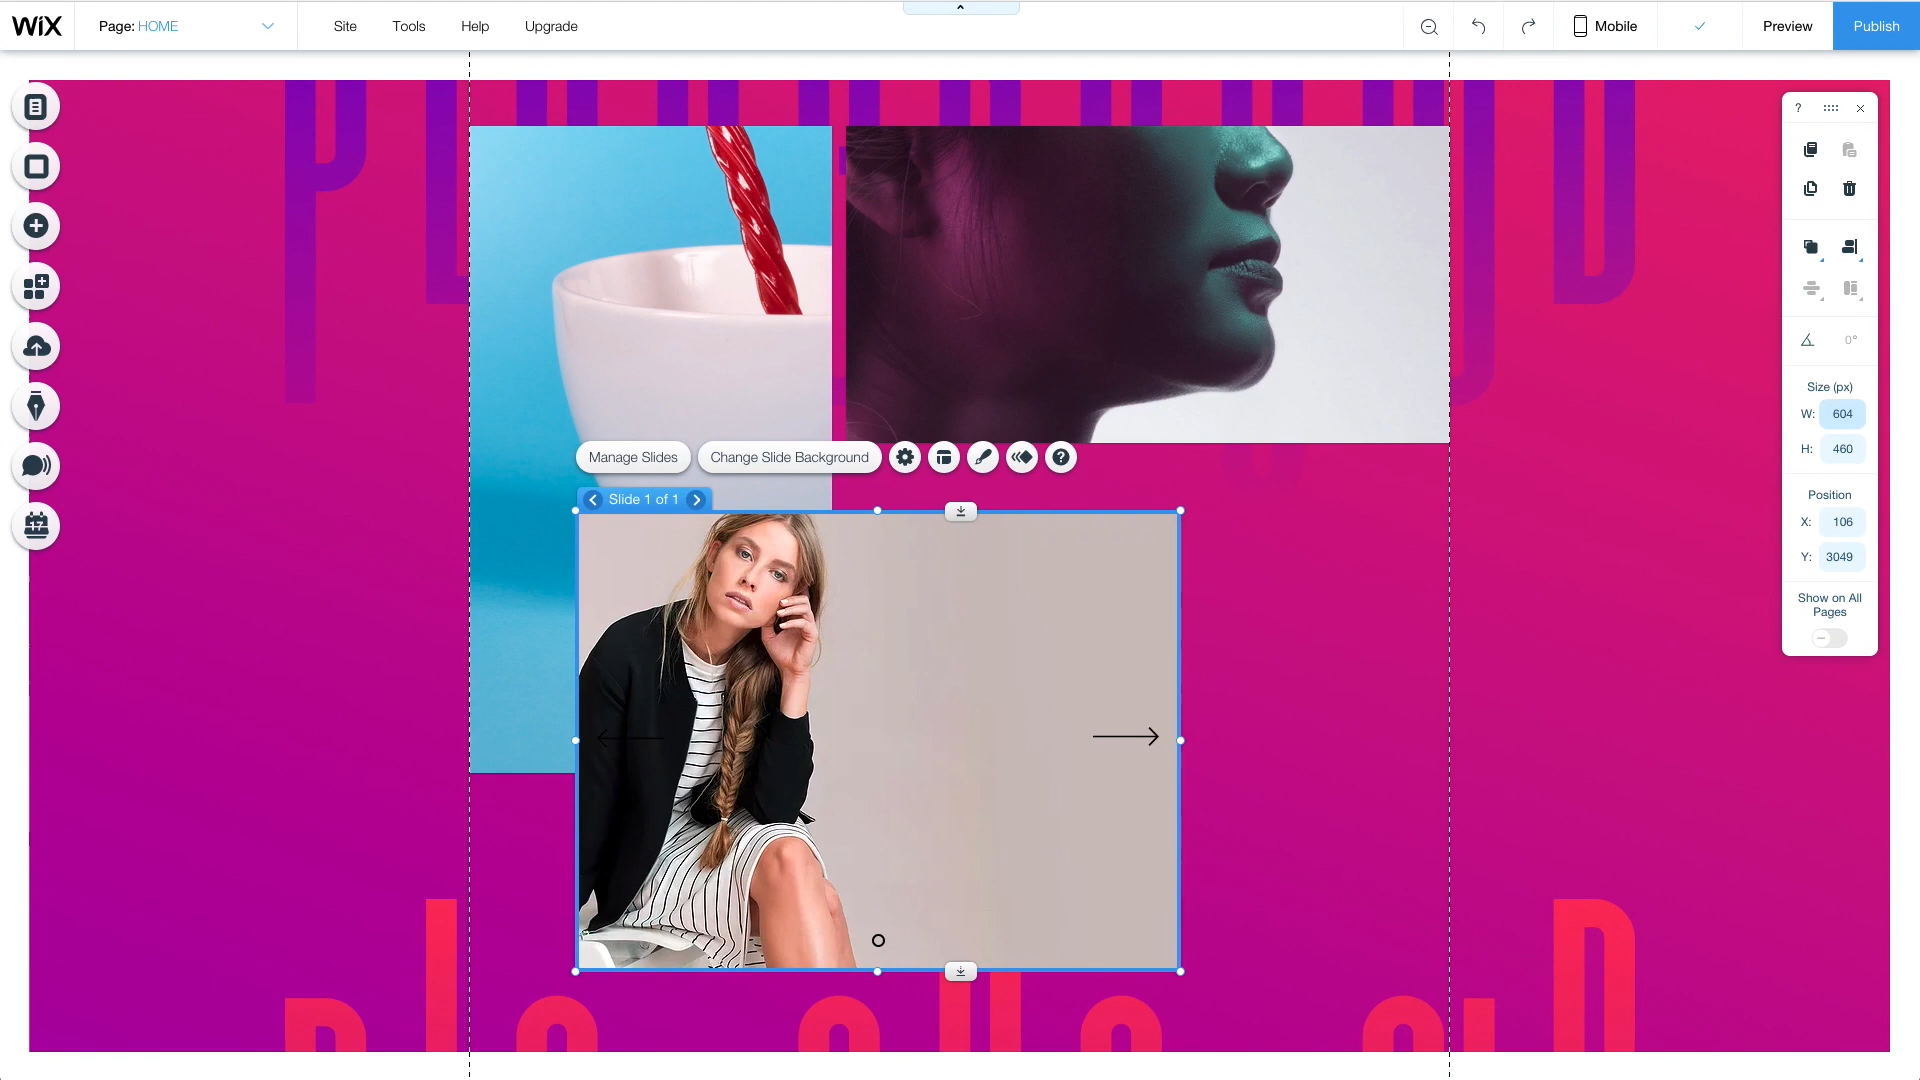 WiX
Page: HOME
Site
Tools
Help
Upgrade
Mobile
Preview
Publish
?
17
0°
Size (px)
W: 604
H: 460
Position
X: 106
Y: 3049
Show on All
Pages
Manage Slides
Change Slide Background
?
Slide 1 of 1